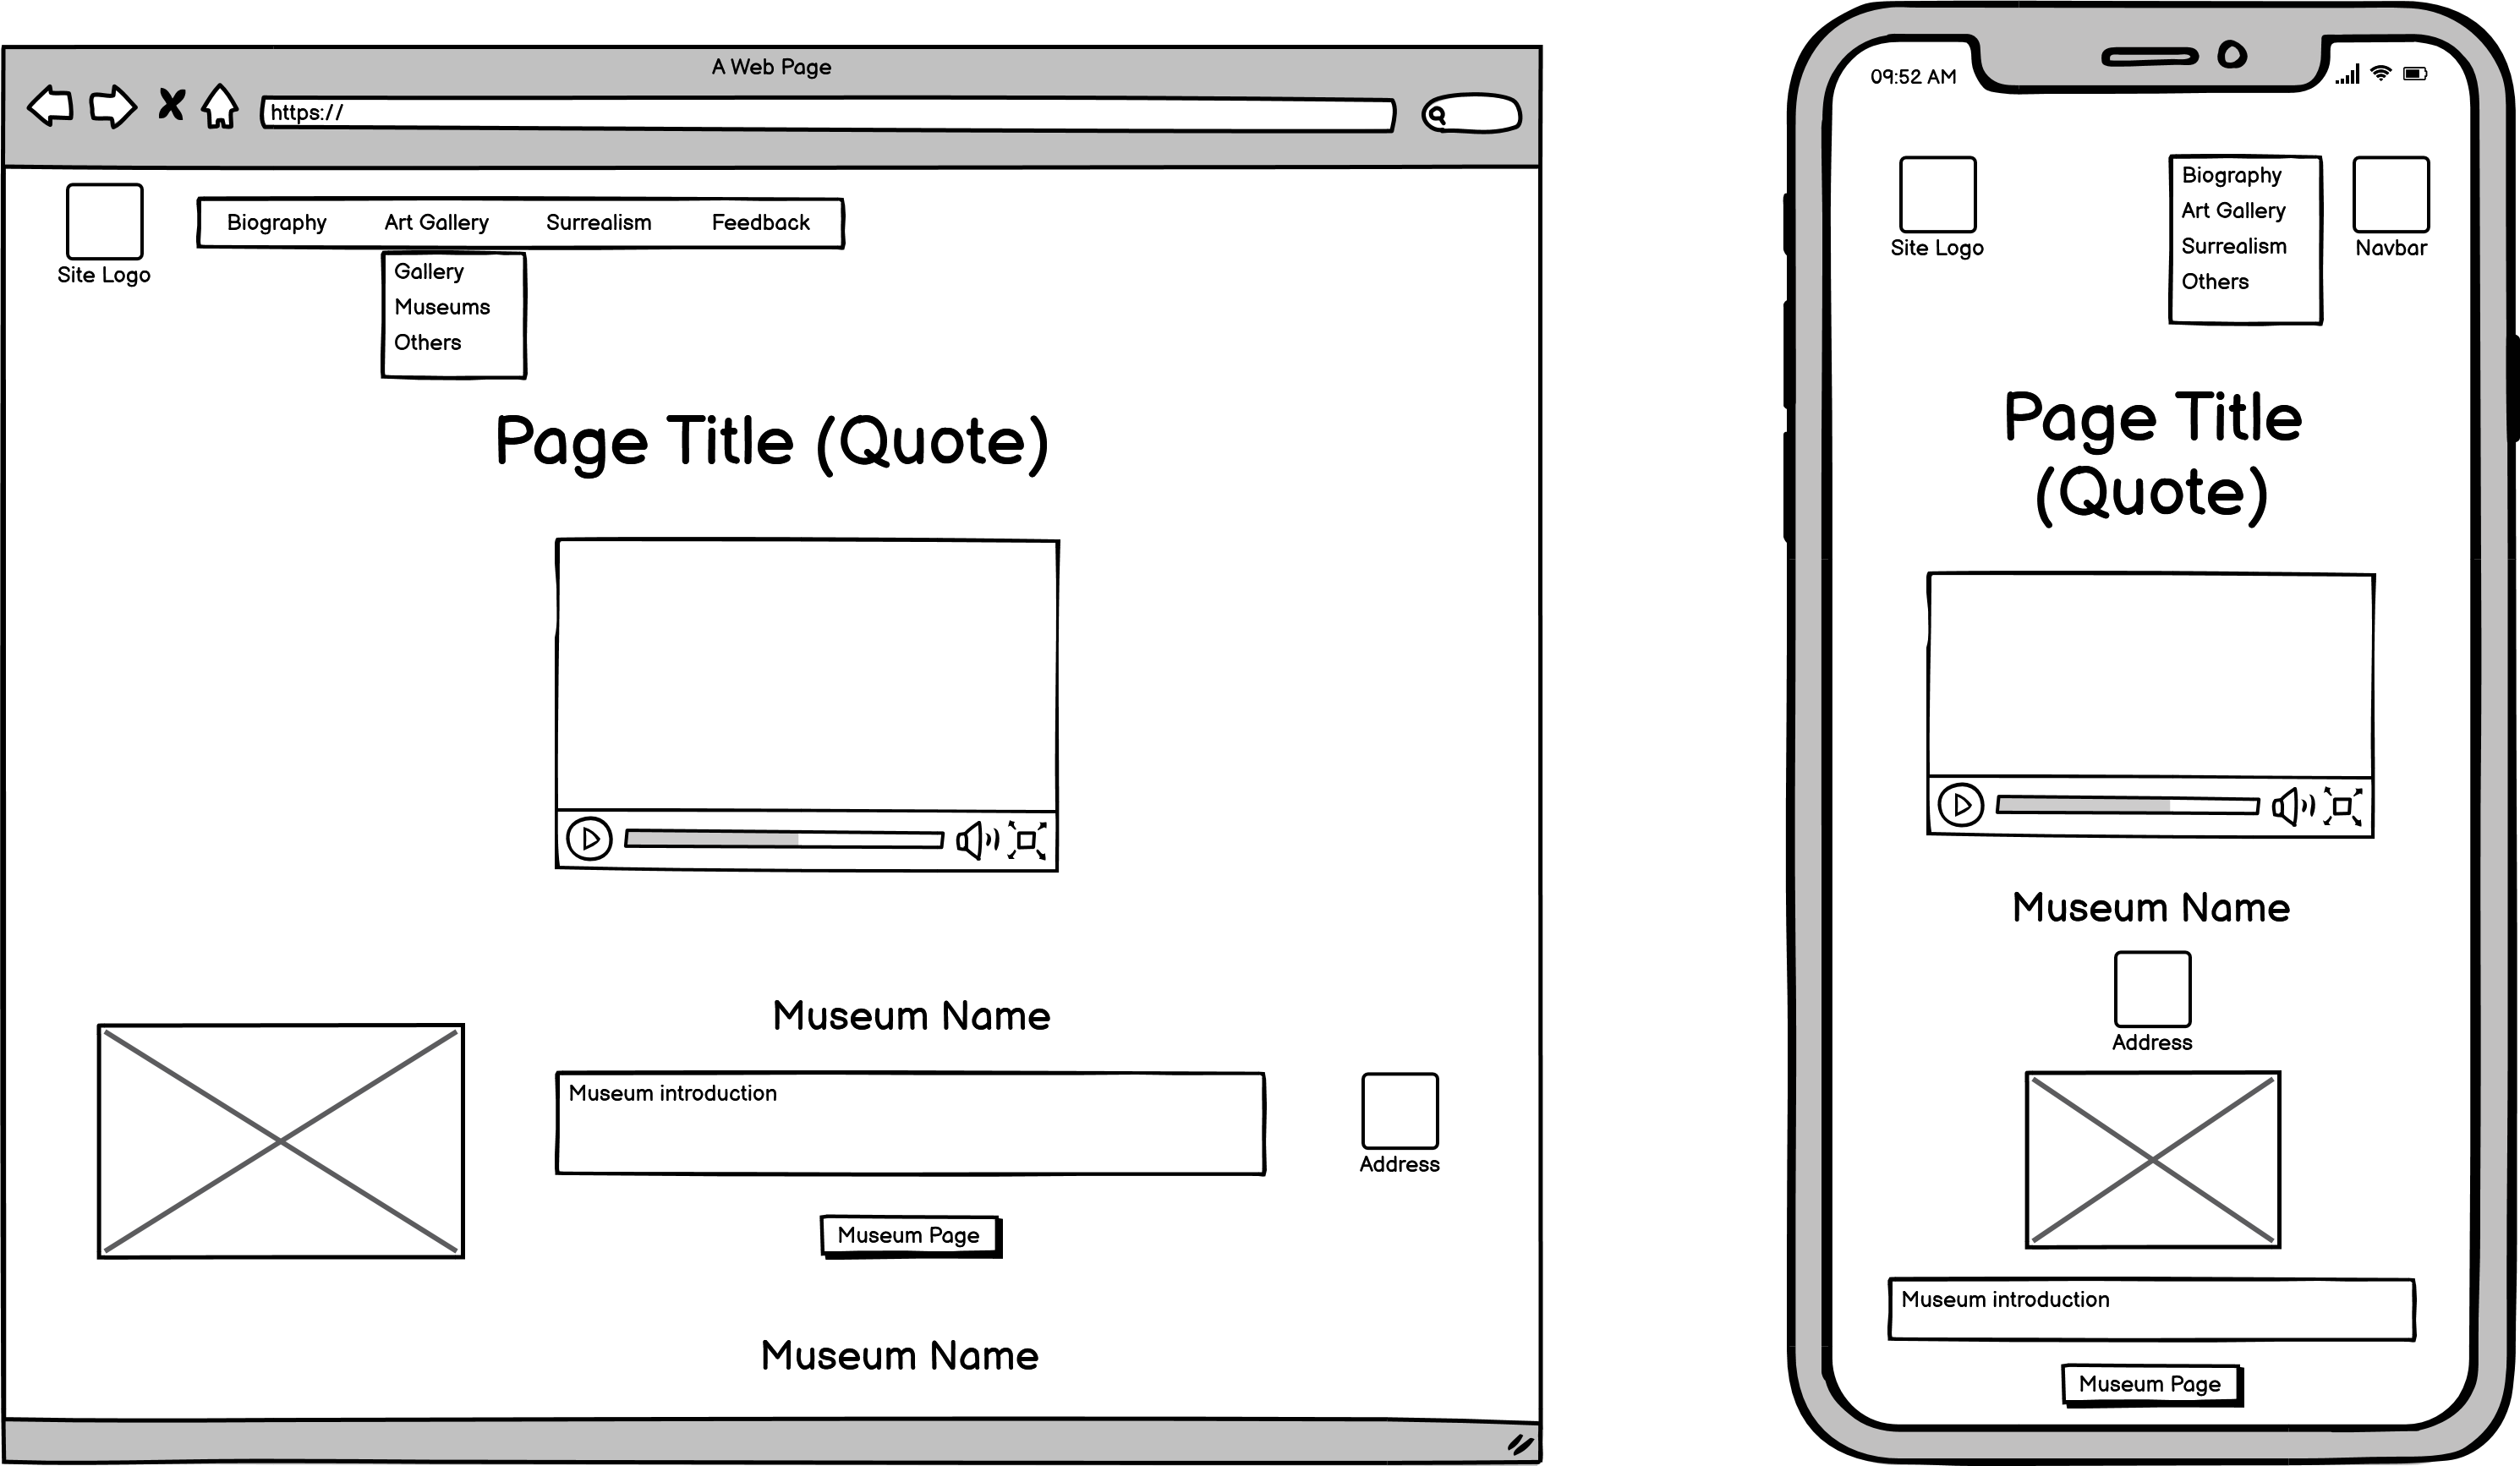 A Web Page
https://
Biography Art Gallery Surrealism Feedback
Site Logo
Gallery
Museums
Others
Page Title (Quote)
Museum Name
Museum introduction
Address
Museum Page
Museum Name
09:52 AM
Site Logo
Biography
Art Gallery
Surrealism
Others
Navbar
Page Title
(Quote)
Museum Name
Address
Museum introduction
Museum Page